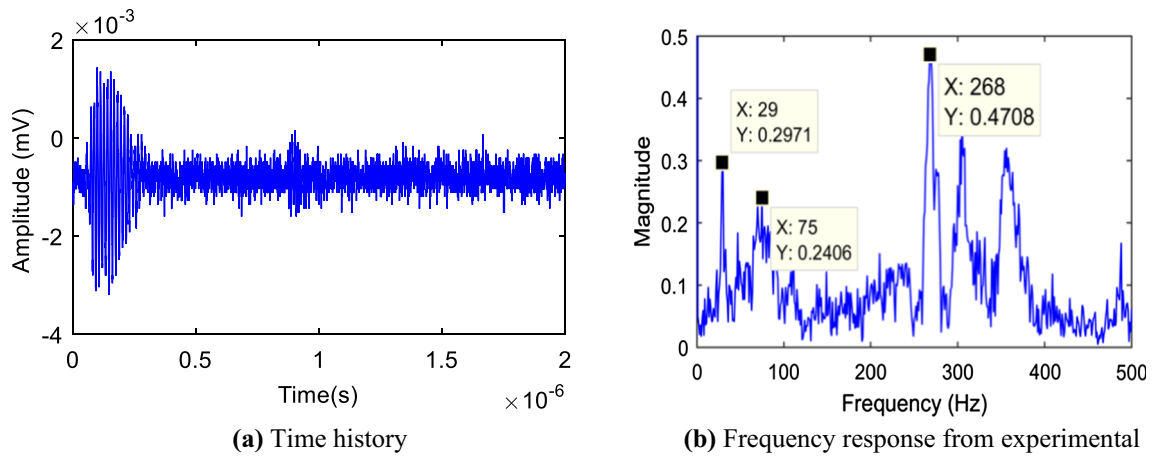 ×10⁻³
2
0
-2
-4
Amplitude (mV)
0
0.5
1
1.5
2
Time(s)
×10⁻⁶
(a) Time history
0.5
0.4
0.3
0.2
0.1
0
Magnitude
X: 29
Y: 0.2971
X: 75
Y: 0.2406
X: 268
Y: 0.4708
0
100
200
300
400
500
Frequency (Hz)
(b) Frequency response from experimental